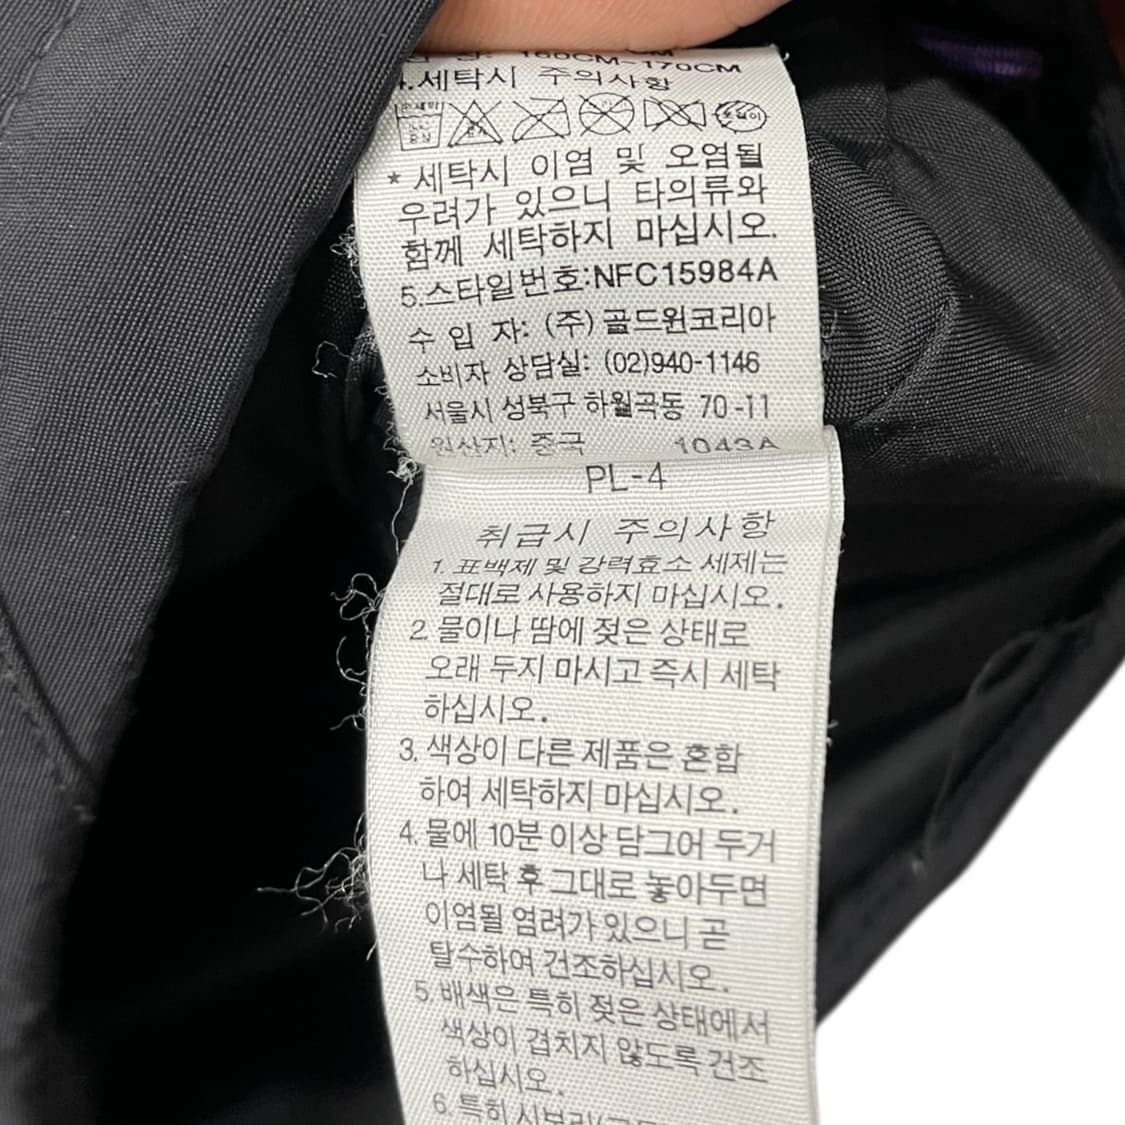 160CM-170CM
4.세탁시 주의사항
* 세탁시 이염 및 오염될
우려가 있으니 타의류와
함께 세탁하지 마십시오.
5.스타일번호:NFC15984A
수 입 자: (주)골드윈코리아
소비자 상담실: (02)940-1146
서울시 성북구 하월곡동 70-11
원산지: 중국 1043A
PL-4
취급시 주의사항
1. 표백제 및 강력효소 세제는
절대로 사용하지 마십시오.
2. 물이나 땀에 젖은 상태로
오래 두지 마시고 즉시 세탁
하십시오.
3. 색상이 다른 제품은 혼합
하여 세탁하지 마십시오.
4. 물에 10분 이상 담그어 두거
나 세탁 후 그대로 놓아두면
이염될 염려가 있으니 곧
탈수하여 건조하십시오.
5. 배색은 특히 젖은 상태에서
색상이 겹치지 않도록 건조
하십시오.
6. 특히